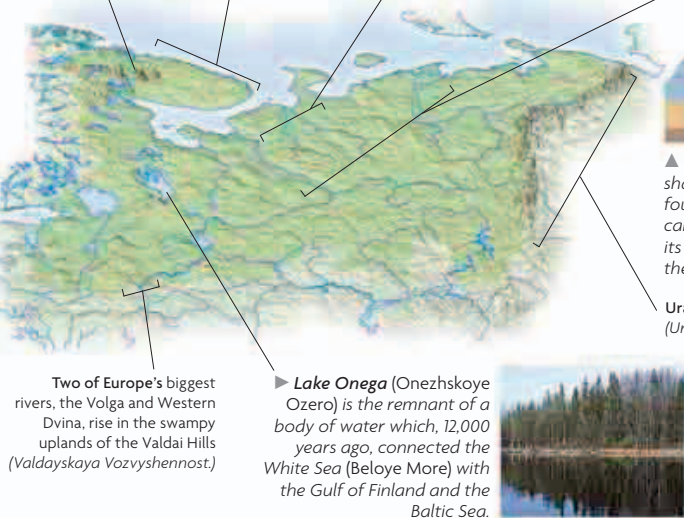 Two of Europe's biggest
rivers, the Volga and Western
Dvina, rise in the swampy
uplands of the Valdai Hills
(Valdayskaya Vozvyshennost.)
▶ Lake Onega (Onezhskoye
Ozero) is the remnant of a
body of water which, 12,000
years ago, connected the
White Sea (Beloye More) with
the Gulf of Finland and the
Baltic Sea.
▲